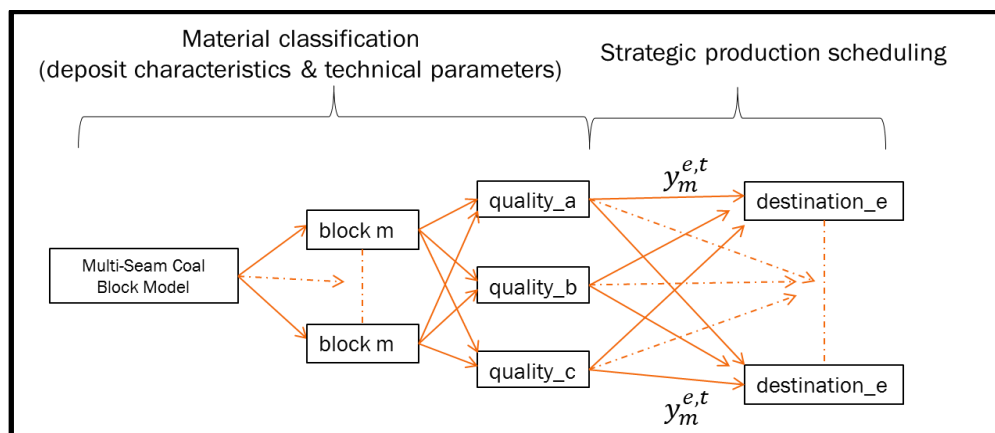 Material classification
(deposit characteristics & technical parameters)
Strategic production scheduling
Multi-Seam Coal
Block Model
block m
block m
quality_a
quality_b
quality_c
y_m^{e,t}
y_m^{e,t}
destination_e
destination_e